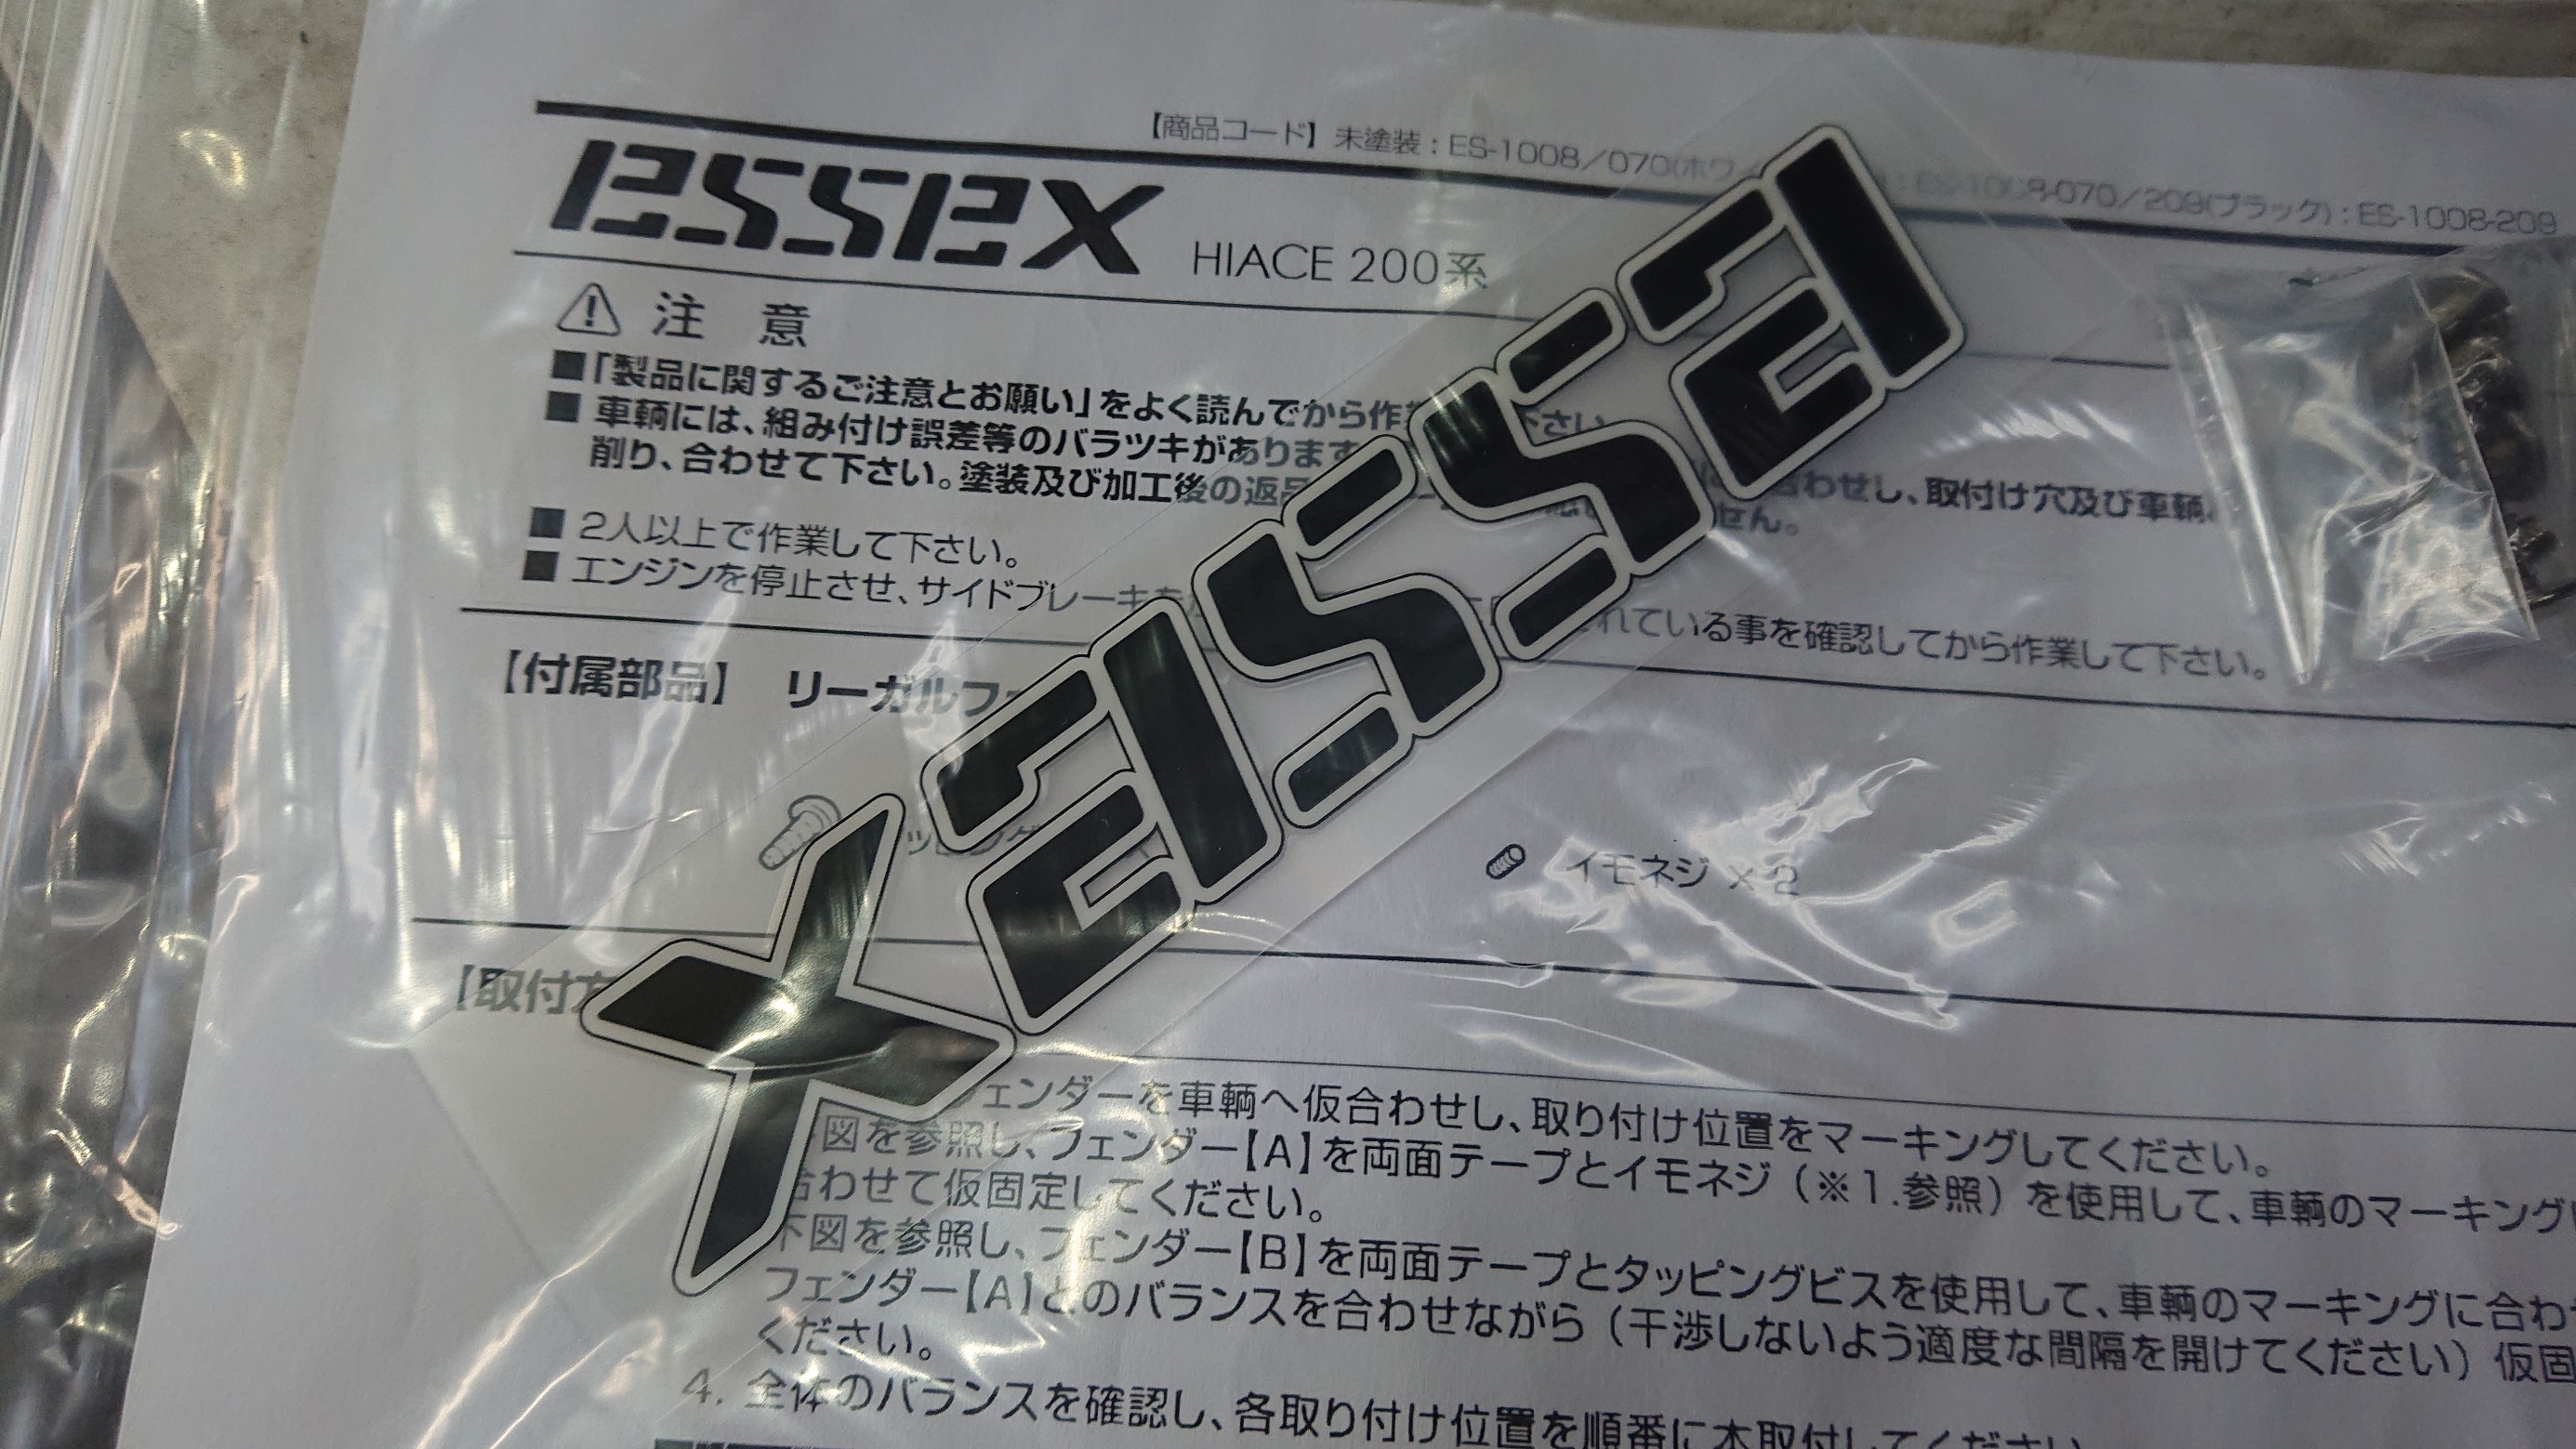 【商品コード】未塗装：ES-1008／070(ホワ ES-1008-070／209(ブラック)：ES-1008-209
ESSEX HIACE 200系
注 意
■「製品に関するご注意とお願い」をよく読んでから作 下さい
■ 車輌には、組み付け誤差等のバラツキがあります 合わせし、取付け穴及び車輌
削り、合わせて下さい。塗装及び加工後の返品 せん。
■ 2人以上で作業して下さい。
■ エンジンを停止させ、サイドブレーキを れている事を確認してから作業して下さい。
【付属部品】 リーガルフ
イモネジ × 2
【取付方
フェンダーを車輌へ仮合わせし、取り付け位置をマーキングしてください。
図を参照し、フェンダー【A】を両面テープとイモネジ（※1.参照）を使用して、車輌のマーキング
合わせて仮固定してください。
下図を参照し、フェンダー【B】を両面テープとタッピングビスを使用して、車輌のマーキングに合わ
フェンダー【A】とのバランスを合わせながら（干渉しないよう適度な間隔を開けてください）仮固
ください。
4. 全体のバランスを確認し、各取り付け位置を順番に本取付してください
ESSEX